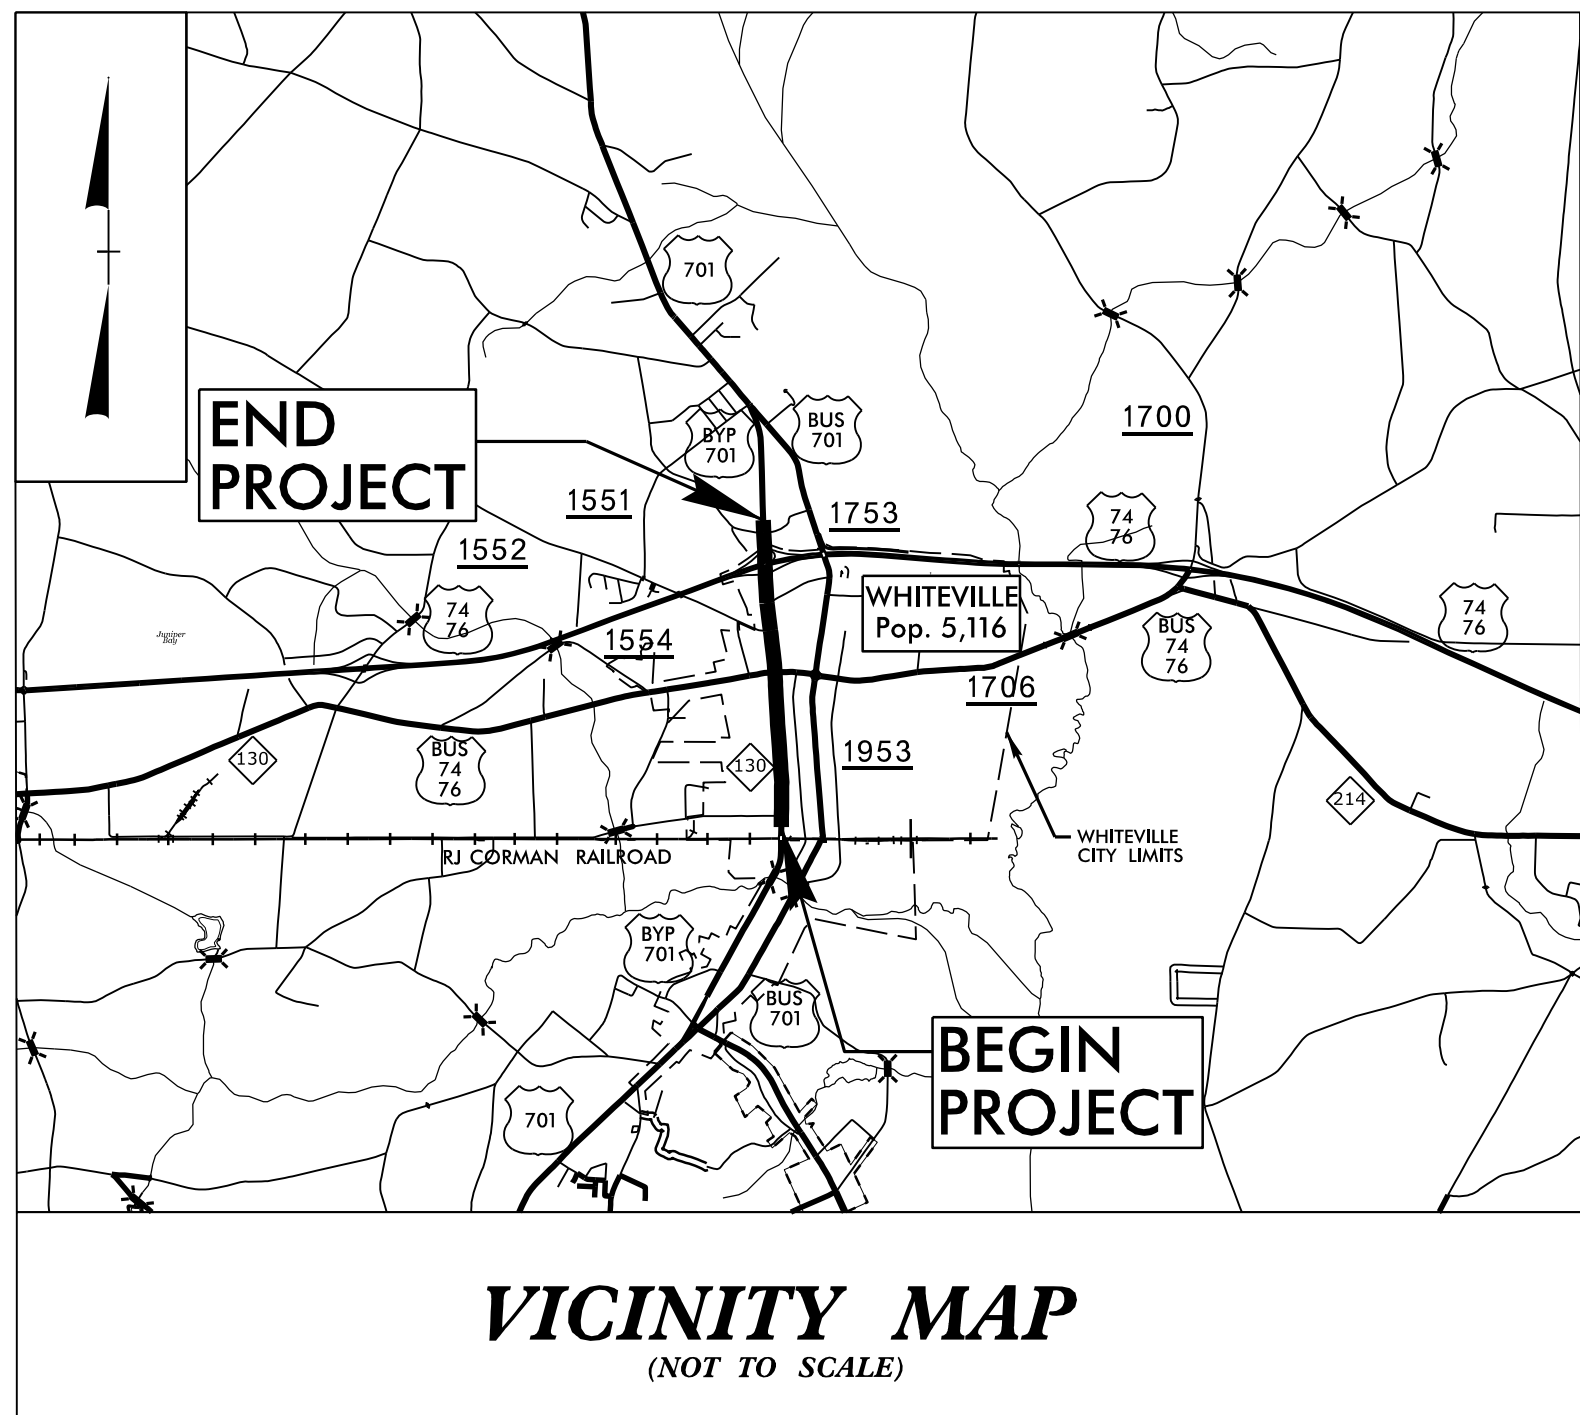 701
END
PROJECT
BYP
701
BUS
701
1700
1551
1753
1552
74
76
74
76
WHITEVILLE
Pop. 5,116
74
76
BUS
74
76
Juniper
Bay
1554
1706
BUS
74
76
130
130
1953
214
WHITEVILLE
CITY LIMITS
RJ CORMAN RAILROAD
BYP
701
BUS
701
BEGIN
PROJECT
701
VICINITY MAP
(NOT TO SCALE)